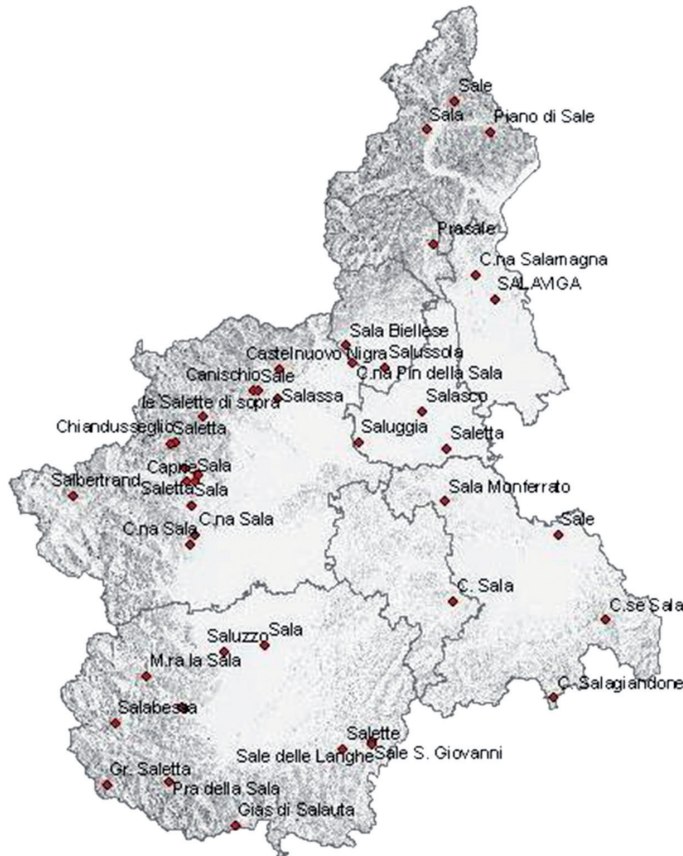 Sale
Sala
Piano di Sale
Prasale
C.na Salamagna
SALAVIGA
Sala Biellese
Castelnuovo Nigra
Salussola
C.na Pin della Sala
Canischio
Sale
Salassa
Salasco
le Salette di sopra
Chiandusseglio
Saletta
Saluggia
Saletta
Caprie
Sala
Salbertrand
Saletta
Sala
Sala Monferrato
C.na Sala
C.na Sala
Sale
C. Sala
C.se Sala
Saluzzo
Sala
M.ra la Sala
C. Salagiandone
Salabessa
Salette
Sale delle Langhe
Sale S. Giovanni
Gr. Saletta
Pra della Sala
Gias di Salauta